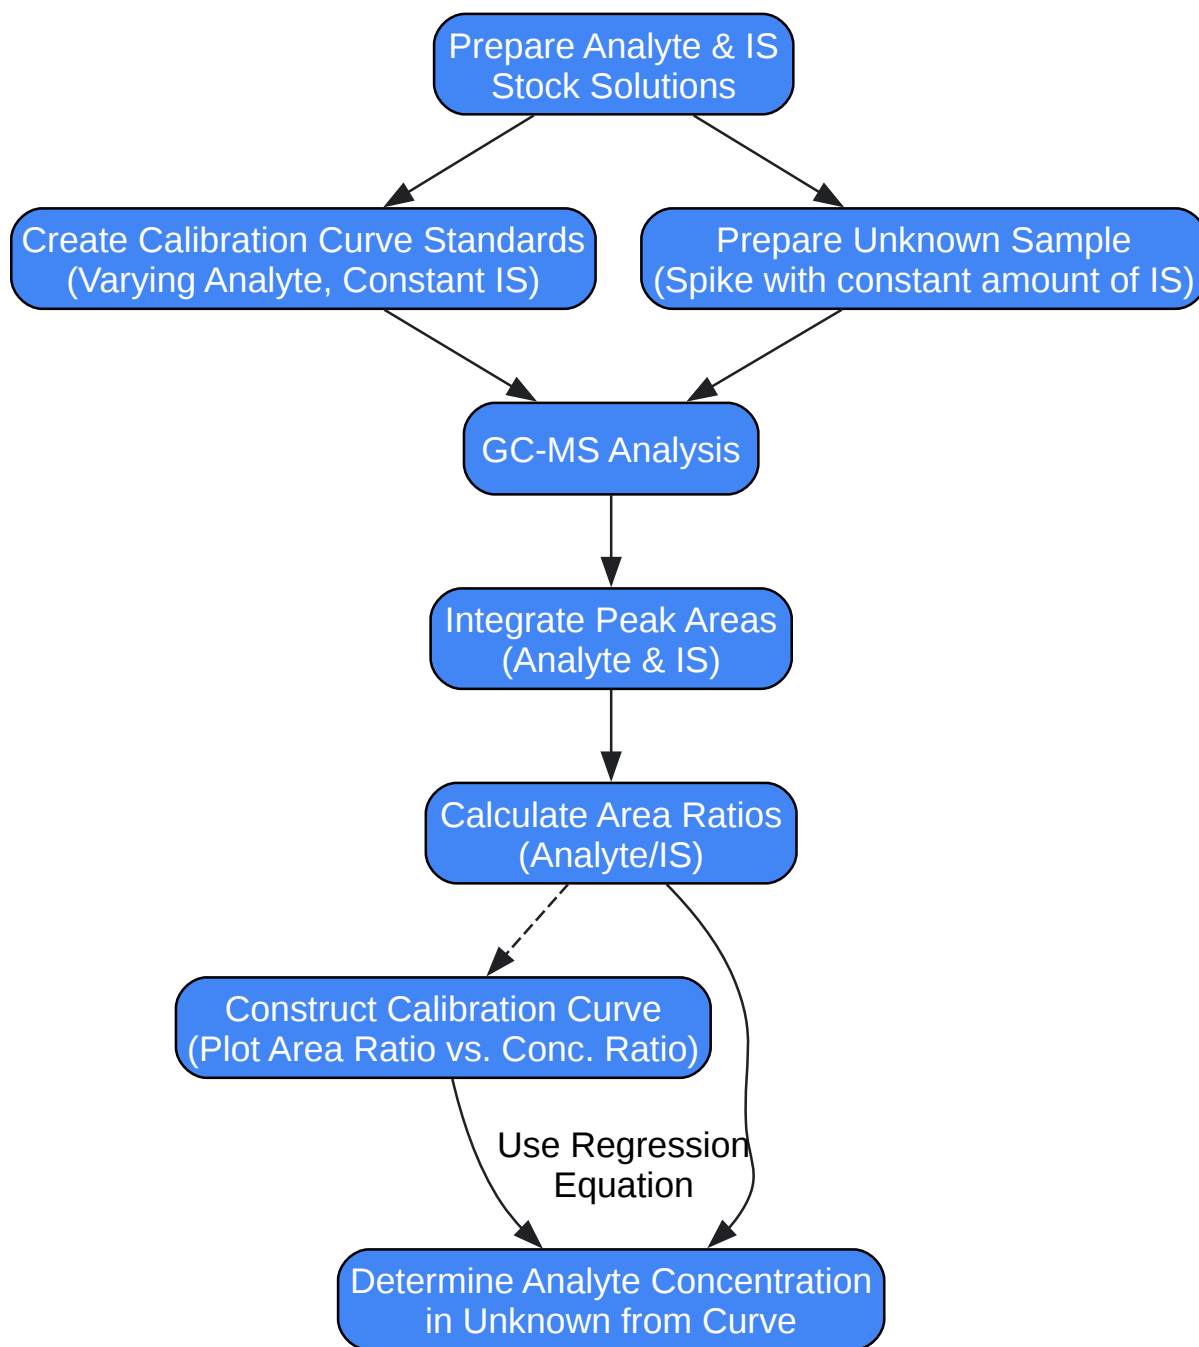 Prepare Analyte & IS
Stock Solutions
Create Calibration Curve Standards
(Varying Analyte, Constant IS)
Prepare Unknown Sample
(Spike with constant amount of IS)
GC-MS Analysis
Integrate Peak Areas
(Analyte & IS)
Calculate Area Ratios
(Analyte/IS)
Construct Calibration Curve
(Plot Area Ratio vs. Conc. Ratio)
Use Regression
Equation
Determine Analyte Concentration
in Unknown from Curve